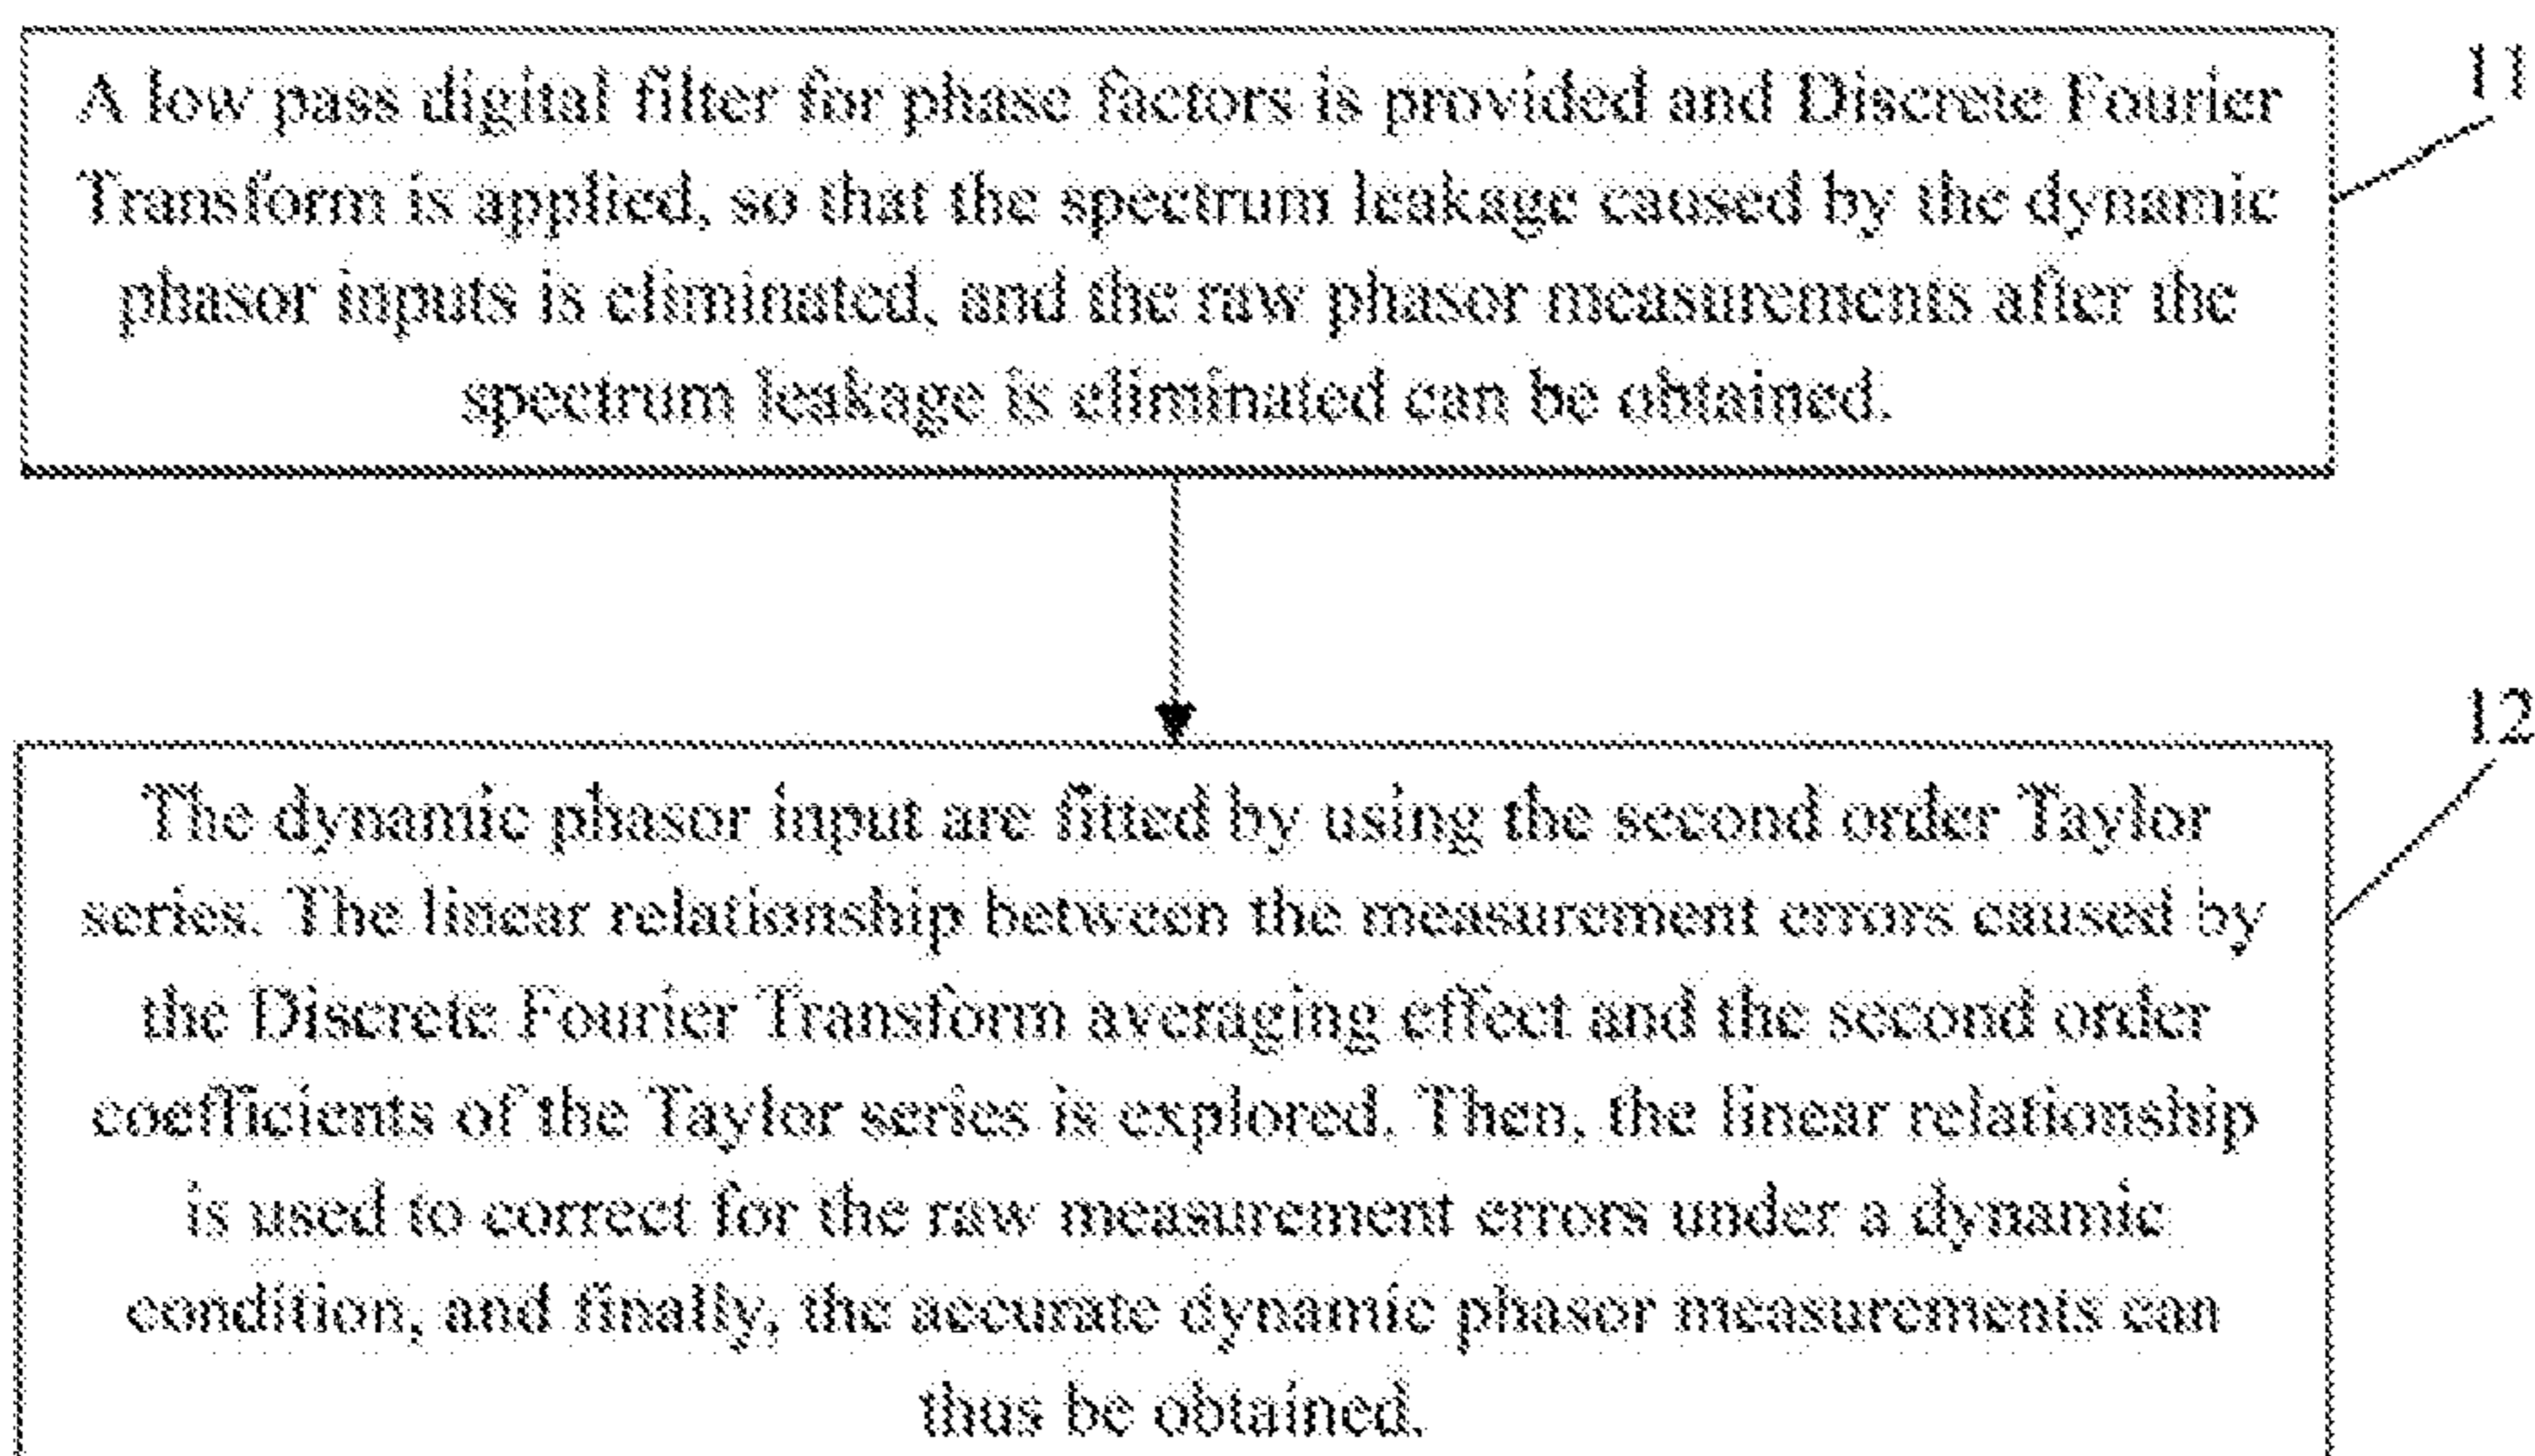 A low pass digital filter for phase factors is provided and Discrete Fourier
Transform is applied, so that the spectrum leakage caused by the dynamic
phasor inputs is eliminated, and the raw phasor measurements after the
spectrum leakage is eliminated can be obtained.
11
12
The dynamic phasor input are fitted by using the second order Taylor
series. The linear relationship between the measurement errors caused by
the Discrete Fourier Transform averaging effect and the second order
coefficients of the Taylor series is explored. Then, the linear relationship
is used to correct for the raw measurement errors under a dynamic
condition, and finally, the accurate dynamic phasor measurements can
thus be obtained.